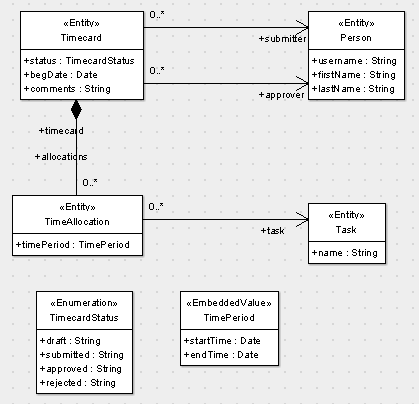 «Entity»
Timecard
+status : TimecardStatus
+begDate : Date
+comments : String
0..*
+submitter
0..*
+approver
«Entity»
Person
+username : String
+firstName : String
+lastName : String
+timecard
+allocations
0..*
«Entity»
TimeAllocation
+timePeriod : TimePeriod
0..*
+task
«Entity»
Task
+name : String
«Enumeration»
TimecardStatus
+draft : String
+submitted : String
+approved : String
+rejected : String
«EmbeddedValue»
TimePeriod
+startTime : Date
+endTime : Date